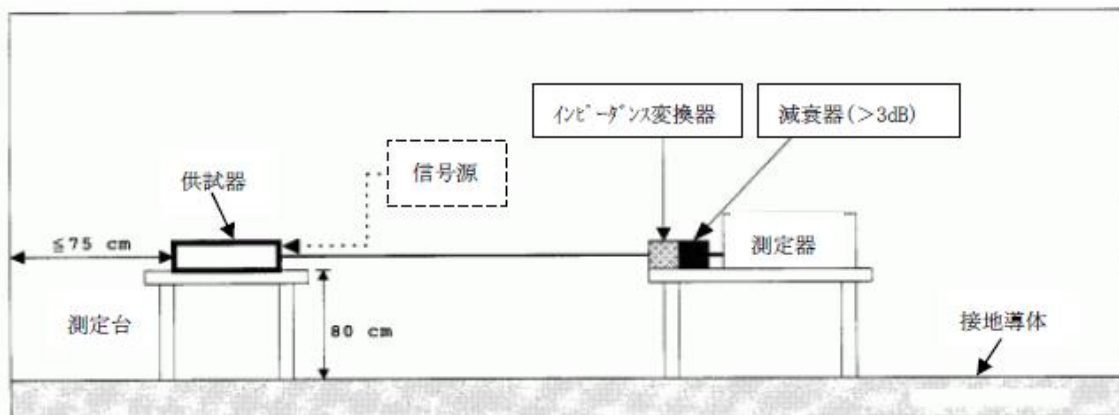 インピーダンス変換器
減衰器(>3dB)
信号源
供試器
≦75 cm
測定器
測定台
80 cm
接地導体